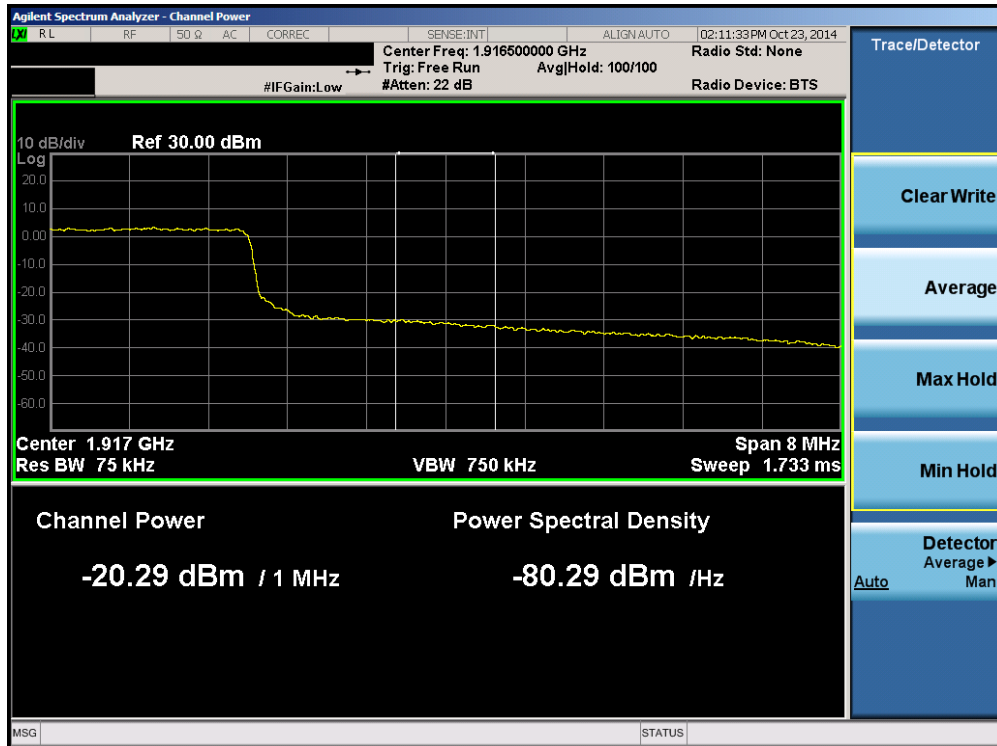 Agilent Spectrum Analyzer - Channel Power
LXI RL RF 50 Ω AC CORREC SENSE:INT ALIGN AUTO 02:11:33 PM Oct 23, 2014
Center Freq: 1.916500000 GHz Radio Std: None
Trig: Free Run Avg|Hold: 100/100
#IFGain:Low #Atten: 22 dB Radio Device: BTS
10 dB/div Ref 30.00 dBm
Log
20.0
10.0
0.00
-10.0
-20.0
-30.0
-40.0
-50.0
-60.0
Center 1.917 GHz Span 8 MHz
Res BW 75 kHz VBW 750 kHz Sweep 1.733 ms
Channel Power Power Spectral Density
-20.29 dBm / 1 MHz -80.29 dBm /Hz
MSG STATUS
Trace/Detector
Clear Write
Average
Max Hold
Min Hold
Detector
Average
Auto Man